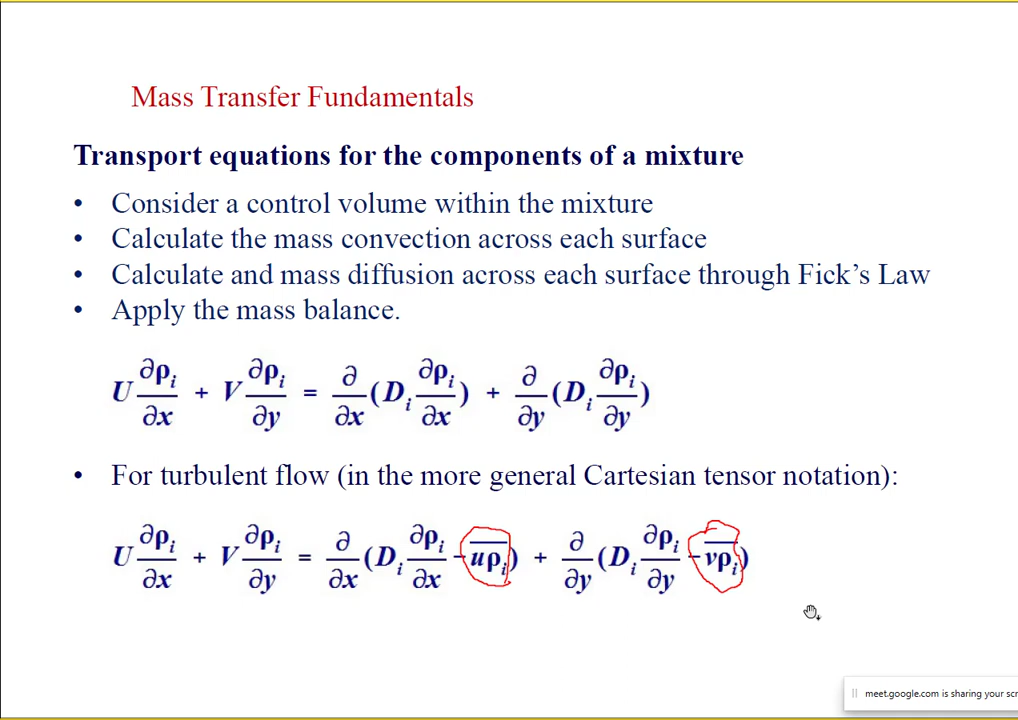 Mass Transfer Fundamentals
Transport equations for the components of a mixture
• Consider a control volume within the mixture
• Calculate the mass convection across each surface
• Calculate and mass diffusion across each surface through Fick's Law
• Apply the mass balance.
U ∂ρᵢ/∂x + V ∂ρᵢ/∂y = ∂/∂x (Dᵢ ∂ρᵢ/∂x) + ∂/∂y (Dᵢ ∂ρᵢ/∂y)
• For turbulent flow (in the more general Cartesian tensor notation):
U ∂ρᵢ/∂x + V ∂ρᵢ/∂y = ∂/∂x (Dᵢ ∂ρᵢ/∂x - \overline{uρᵢ}) + ∂/∂y (Dᵢ ∂ρᵢ/∂y - \overline{vρᵢ})
meet.google.com is sharing your scr